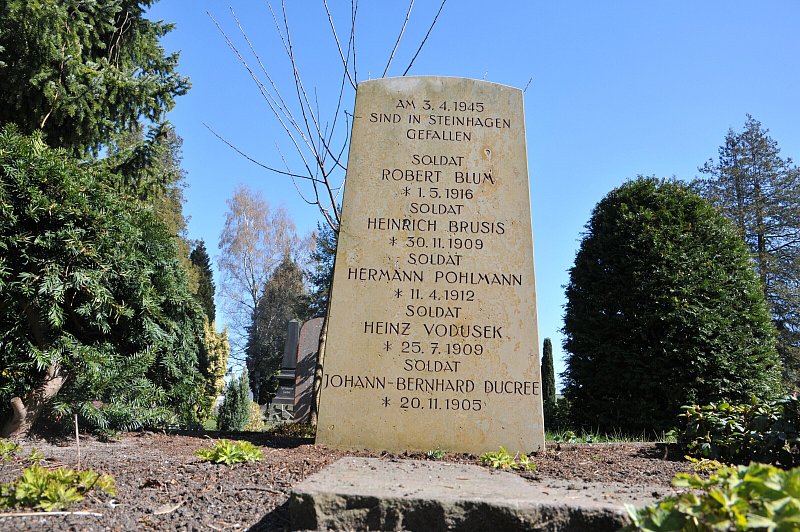 AM 3. 4. 1945
SIND IN STEINHAGEN
GEFALLEN
SOLDAT
ROBERT BLUM
* 1. 5. 1916
SOLDAT
HEINRICH BRUSIS
* 30. 11. 1909
SOLDAT
HERMANN POHLMANN
* 11. 4. 1912
SOLDAT
HEINZ VODUSEK
* 25. 7. 1909
SOLDAT
JOHANN-BERNHARD DUCREE
* 20. 11. 1905